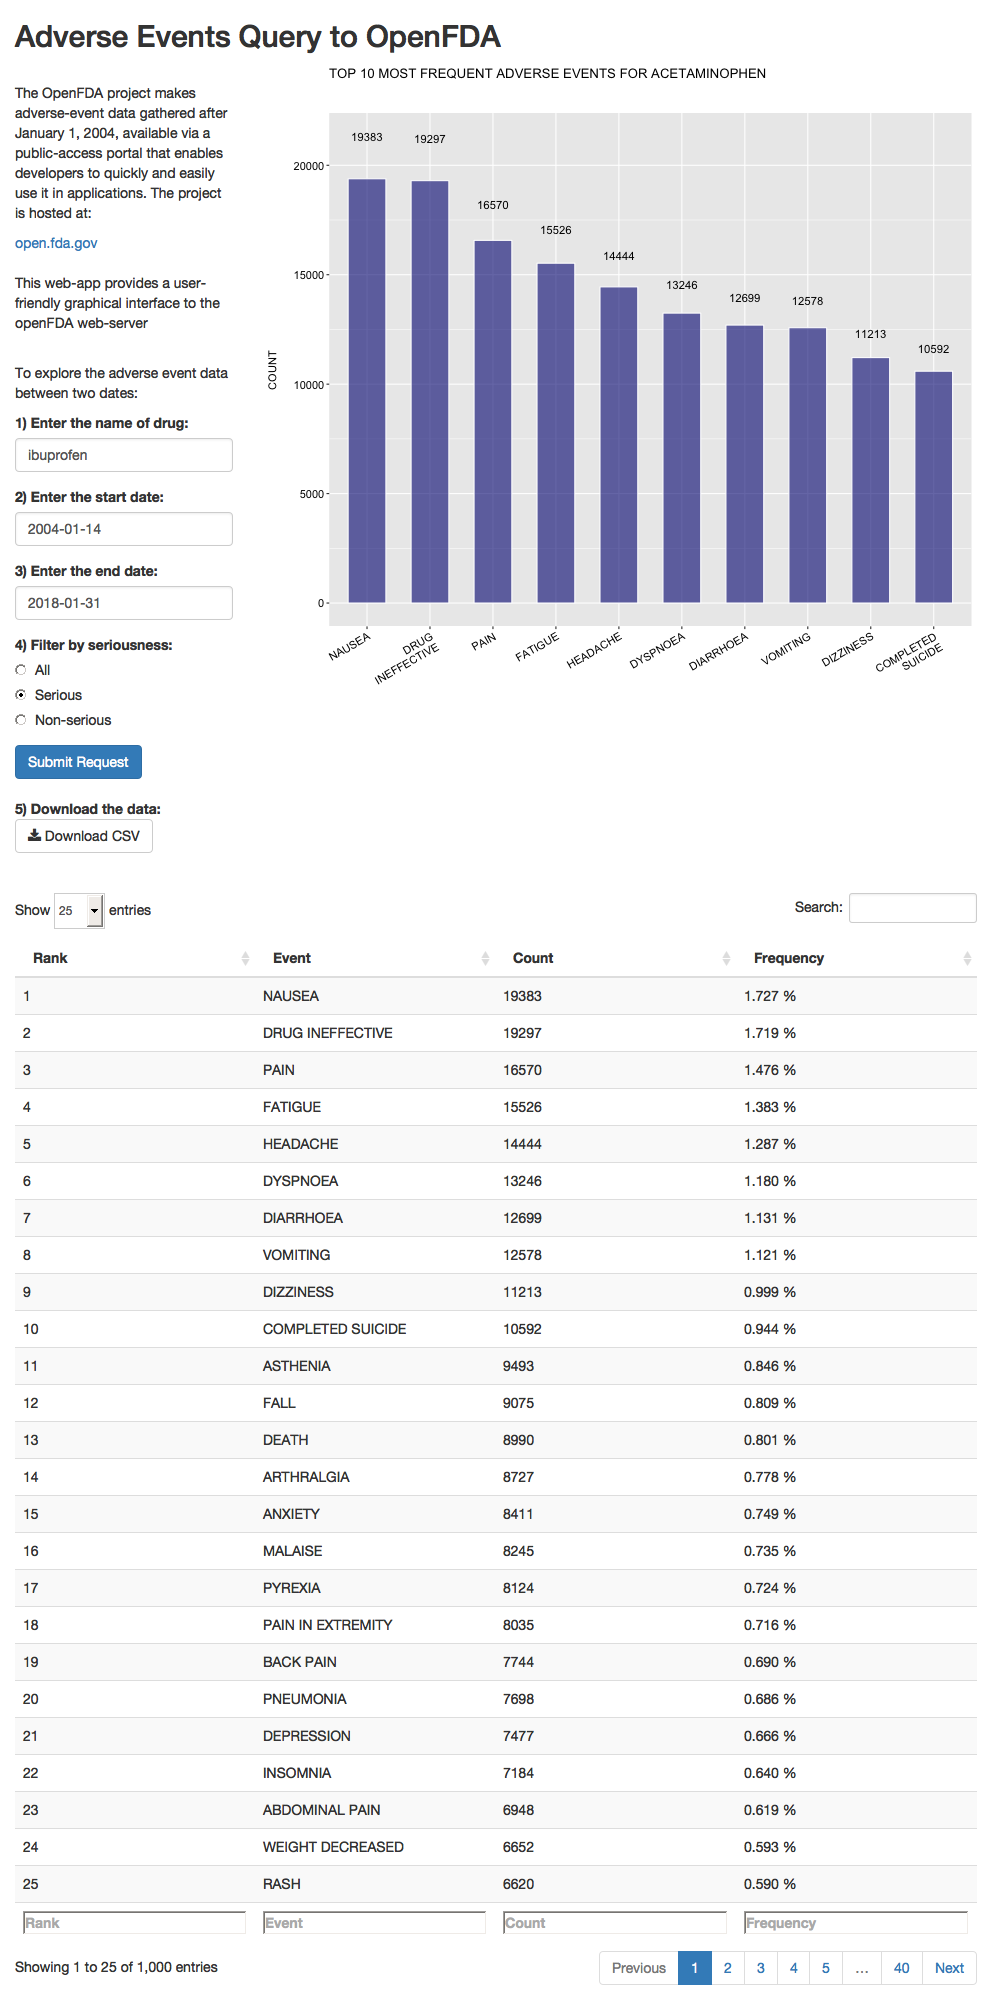 Adverse Events Query to OpenFDA
The OpenFDA project makes
adverse-event data gathered after
January 1, 2004, available via a
public-access portal that enables
developers to quickly and easily
use it in applications. The project
is hosted at:
open.fda.gov
This web-app provides a user-
friendly graphical interface to the
openFDA web-server
To explore the adverse event data
between two dates:
1) Enter the name of drug:
ibuprofen
2) Enter the start date:
2004-01-14
3) Enter the end date:
2018-01-31
4) Filter by seriousness:
All
Serious
Non-serious
Submit Request
5) Download the data:
Download CSV
TOP 10 MOST FREQUENT ADVERSE EVENTS FOR ACETAMINOPHEN
19383
19297
16570
15526
14444
13246
12699
12578
11213
10592
20000
15000
10000
5000
0
COUNT
NAUSEA
DRUG
INEFFECTIVE
PAIN
FATIGUE
HEADACHE
DYSPNOEA
DIARRHOEA
VOMITING
DIZZINESS
COMPLETED
SUICIDE
Show 25 entries
Search:
Rank Event Count Frequency
1 NAUSEA 19383 1.727 %
2 DRUG INEFFECTIVE 19297 1.719 %
3 PAIN 16570 1.476 %
4 FATIGUE 15526 1.383 %
5 HEADACHE 14444 1.287 %
6 DYSPNOEA 13246 1.180 %
7 DIARRHOEA 12699 1.131 %
8 VOMITING 12578 1.121 %
9 DIZZINESS 11213 0.999 %
10 COMPLETED SUICIDE 10592 0.944 %
11 ASTHENIA 9493 0.846 %
12 FALL 9075 0.809 %
13 DEATH 8990 0.801 %
14 ARTHRALGIA 8727 0.778 %
15 ANXIETY 8411 0.749 %
16 MALAISE 8245 0.735 %
17 PYREXIA 8124 0.724 %
18 PAIN IN EXTREMITY 8035 0.716 %
19 BACK PAIN 7744 0.690 %
20 PNEUMONIA 7698 0.686 %
21 DEPRESSION 7477 0.666 %
22 INSOMNIA 7184 0.640 %
23 ABDOMINAL PAIN 6948 0.619 %
24 WEIGHT DECREASED 6652 0.593 %
25 RASH 6620 0.590 %
Rank Event Count Frequency
Showing 1 to 25 of 1,000 entries
Previous 1 2 3 4 5 … 40 Next